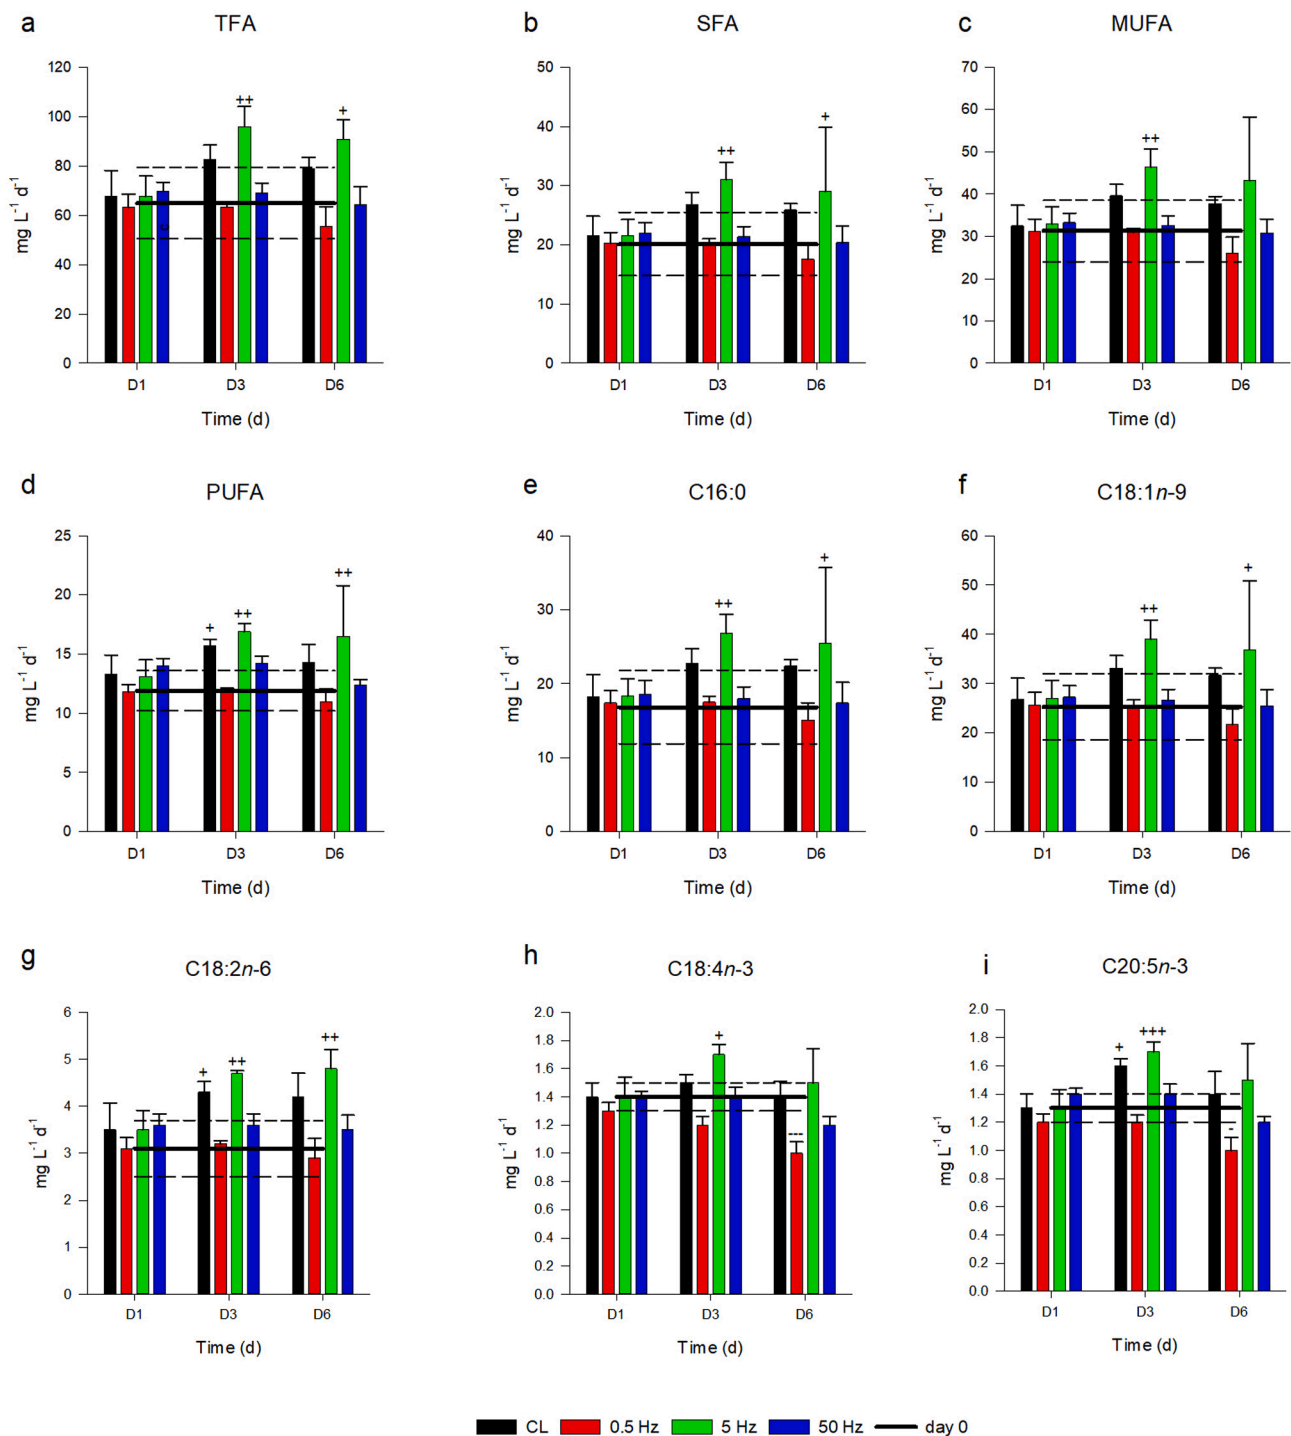 a TFA
mg L-1 d-1
120
100
80
60
40
20
0
++
+
D1 D3 D6
Time (d)
b SFA
mg L-1 d-1
50
40
30
20
10
0
++
+
D1 D3 D6
Time (d)
c MUFA
mg L-1 d-1
70
60
50
40
30
20
10
0
++
D1 D3 D6
Time (d)
d PUFA
mg L-1 d-1
25
20
15
10
5
0
+
++
++
D1 D3 D6
Time (d)
e C16:0
mg L-1 d-1
40
30
20
10
0
++
+
D1 D3 D6
Time (d)
f C18:1n-9
mg L-1 d-1
60
50
40
30
20
10
0
++
+
D1 D3 D6
Time (d)
g C18:2n-6
mg L-1 d-1
6
5
4
3
2
1
0
+
++
++
D1 D3 D6
Time (d)
h C18:4n-3
mg L-1 d-1
2.0
1.8
1.6
1.4
1.2
1.0
0.8
0.6
0.4
0.2
0.0
+
---
D1 D3 D6
Time (d)
i C20:5n-3
mg L-1 d-1
2.0
1.8
1.6
1.4
1.2
1.0
0.8
0.6
0.4
0.2
0.0
+
+++
-
D1 D3 D6
Time (d)
CL 0.5 Hz 5 Hz 50 Hz day 0